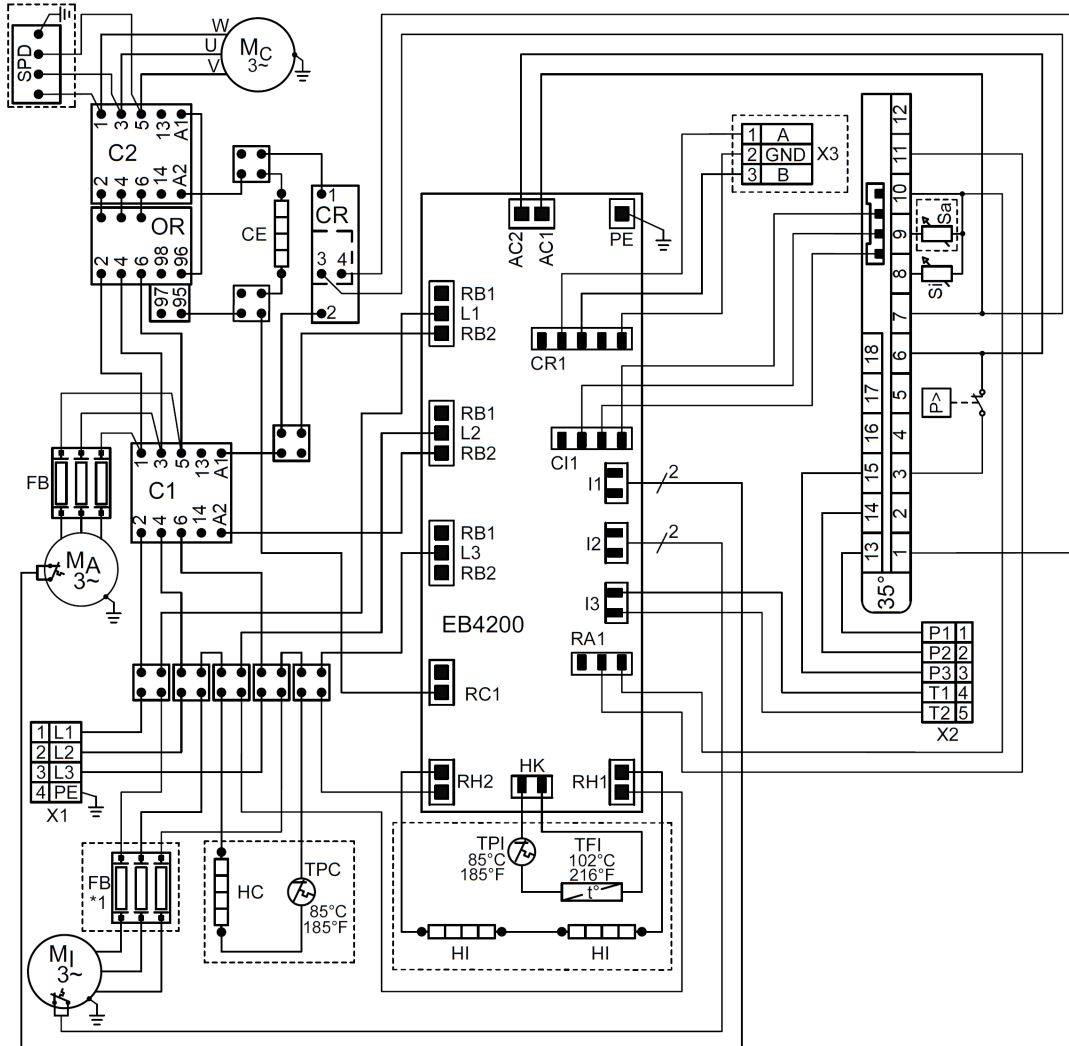 SPD
W
U
V
MC
3~
1 3 5 13 A1
C2
2 4 6 14 A2
OR
2 4 6 98 96
97 95
CE
1
CR
3 4
2
AC2 AC1
PE
1 A
2 GND
3 B
X3
12
11
10
9
8
7
6
5
4
3
2
1
18
17
16
15
14
13
35°
Sa
Si
P>
RB1
L1
RB2
CR1
RB1
L2
RB2
CI1
I1
2
I2
2
RB1
L3
RB2
I3
EB4200
RA1
RC1
FB
1 3 5 13 A1
C1
2 4 6 14 A2
MA
3~
P1 1
P2 2
P3 3
T1 4
T2 5
X2
1 L1
2 L2
3 L3
4 PE
X1
RH2
HK
RH1
TPI
85°C
185°F
TFI
102°C
216°F
t°
HI
HI
FB
*1
HC
TPC
85°C
185°F
MI
3~